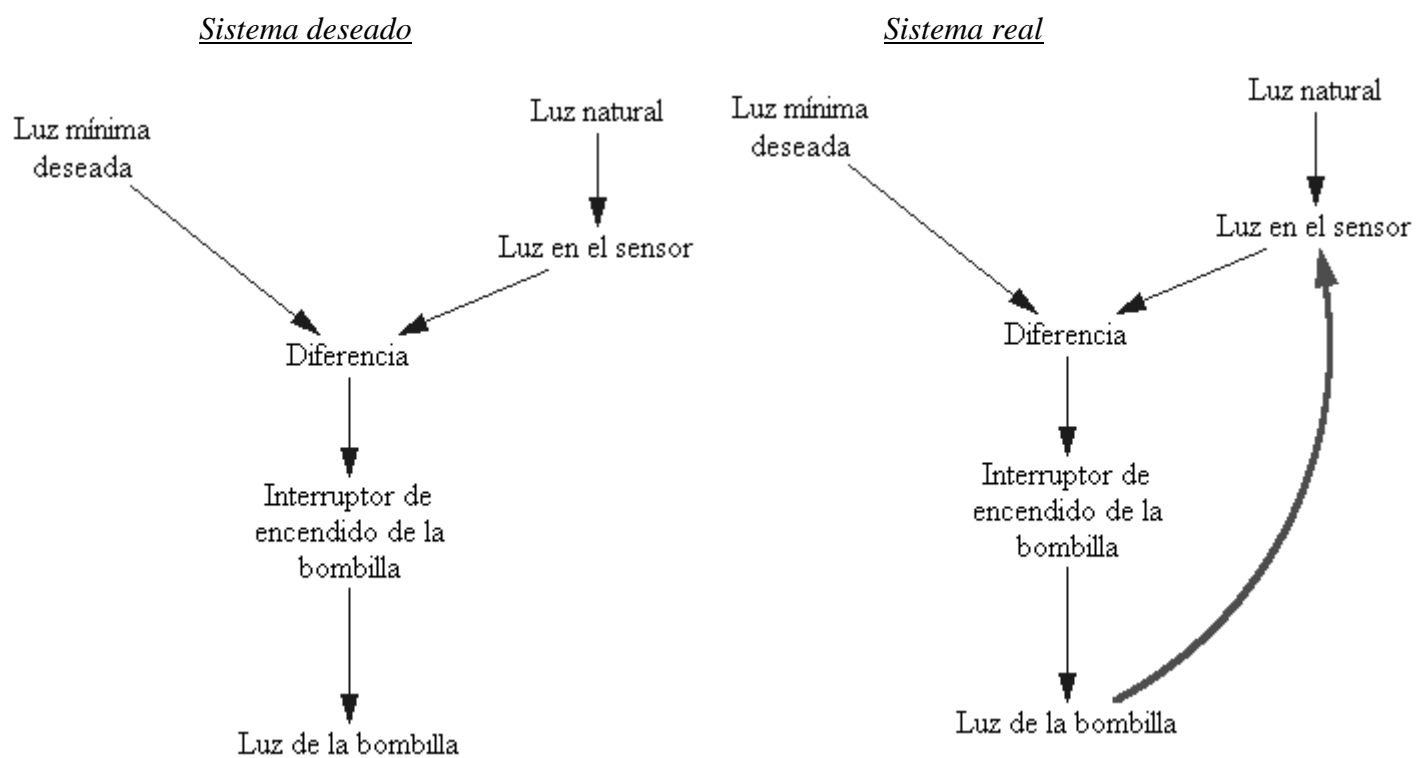 Sistema deseado
Luz natural
Luz mínima
deseada
Luz en el sensor
Diferencia
Interruptor de
encendido de la
bombilla
Luz de la bombilla
Sistema real
Luz natural
Luz mínima
deseada
Luz en el sensor
Diferencia
Interruptor de
encendido de la
bombilla
Luz de la bombilla